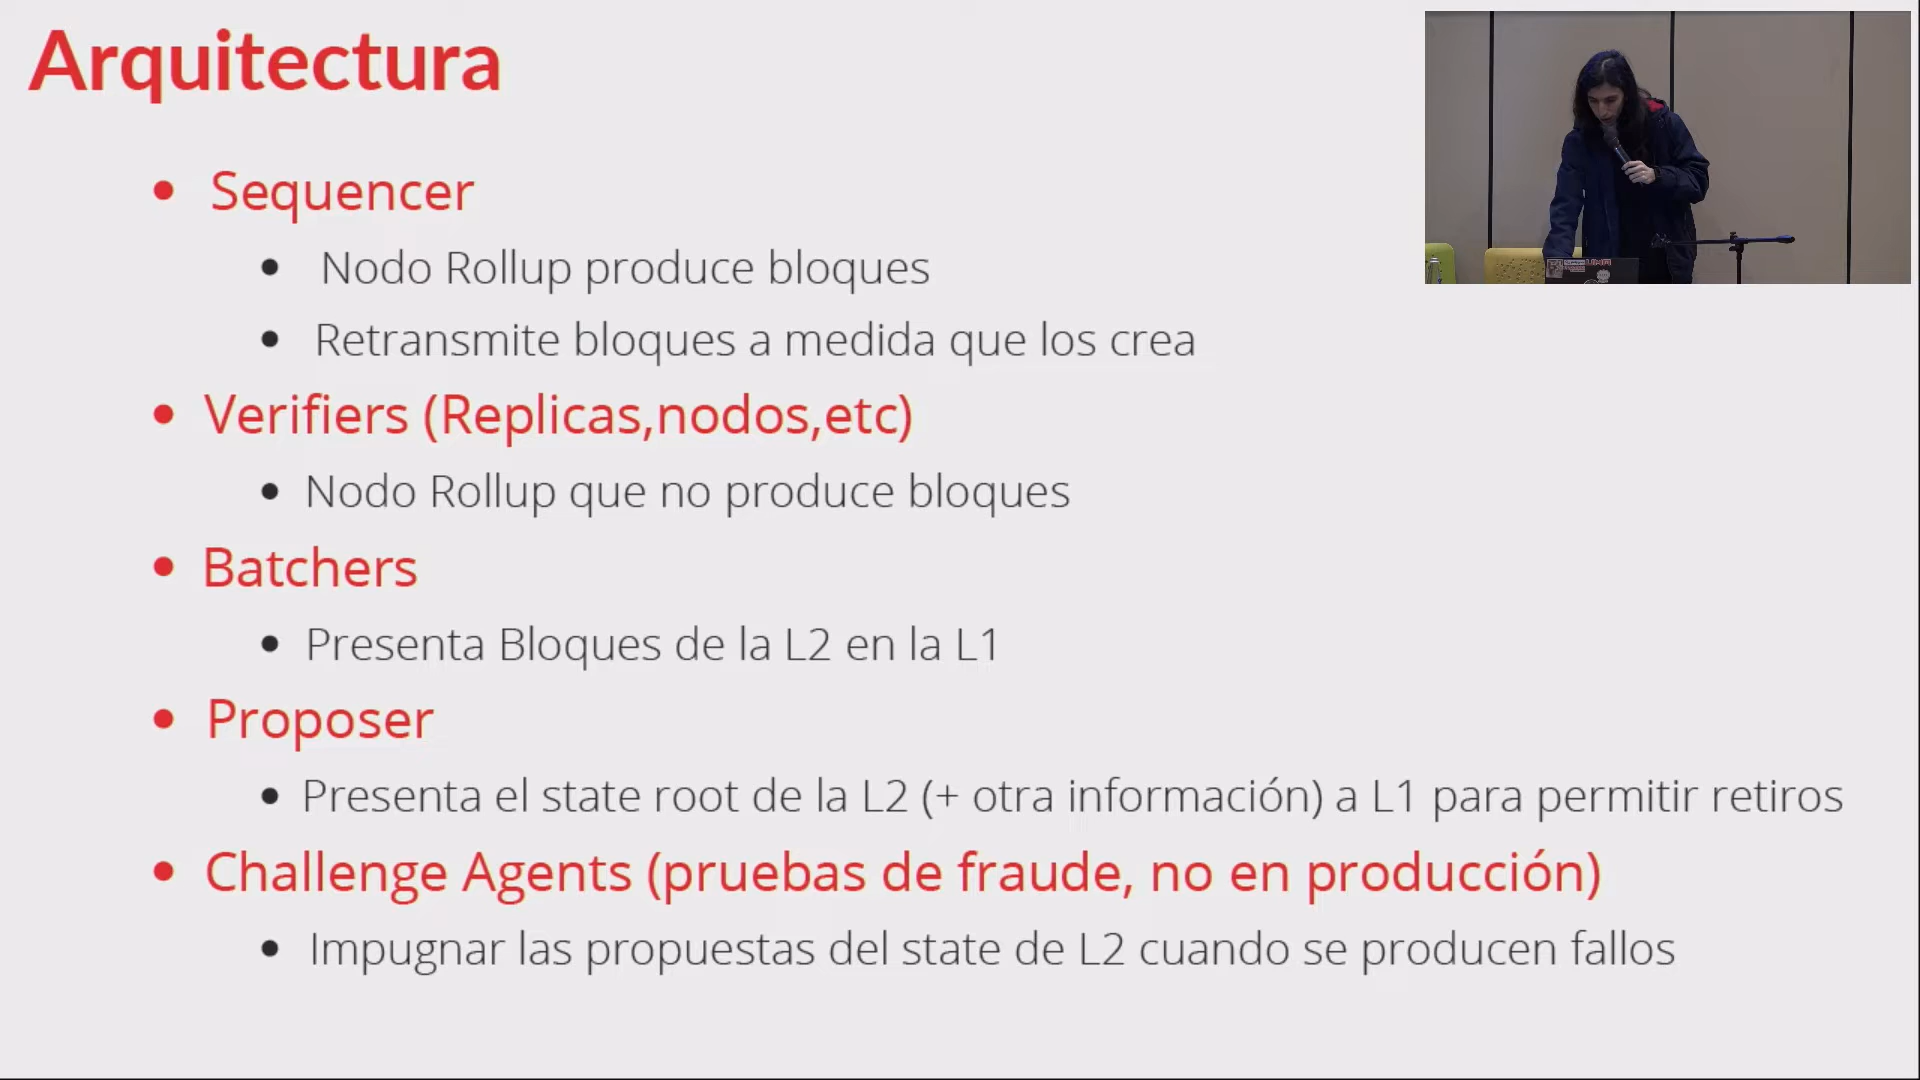 Arquitectura
Sequencer
Nodo Rollup produce bloques
Retransmite bloques a medida que los crea
Verifiers (Replicas,nodos,etc)
Nodo Rollup que no produce bloques
Batchers
Presenta Bloques de la L2 en la L1
Proposer
Presenta el state root de la L2 (+ otra información) a L1 para permitir retiros
Challenge Agents (pruebas de fraude, no en producción)
Impugnar las propuestas del state de L2 cuando se producen fallos